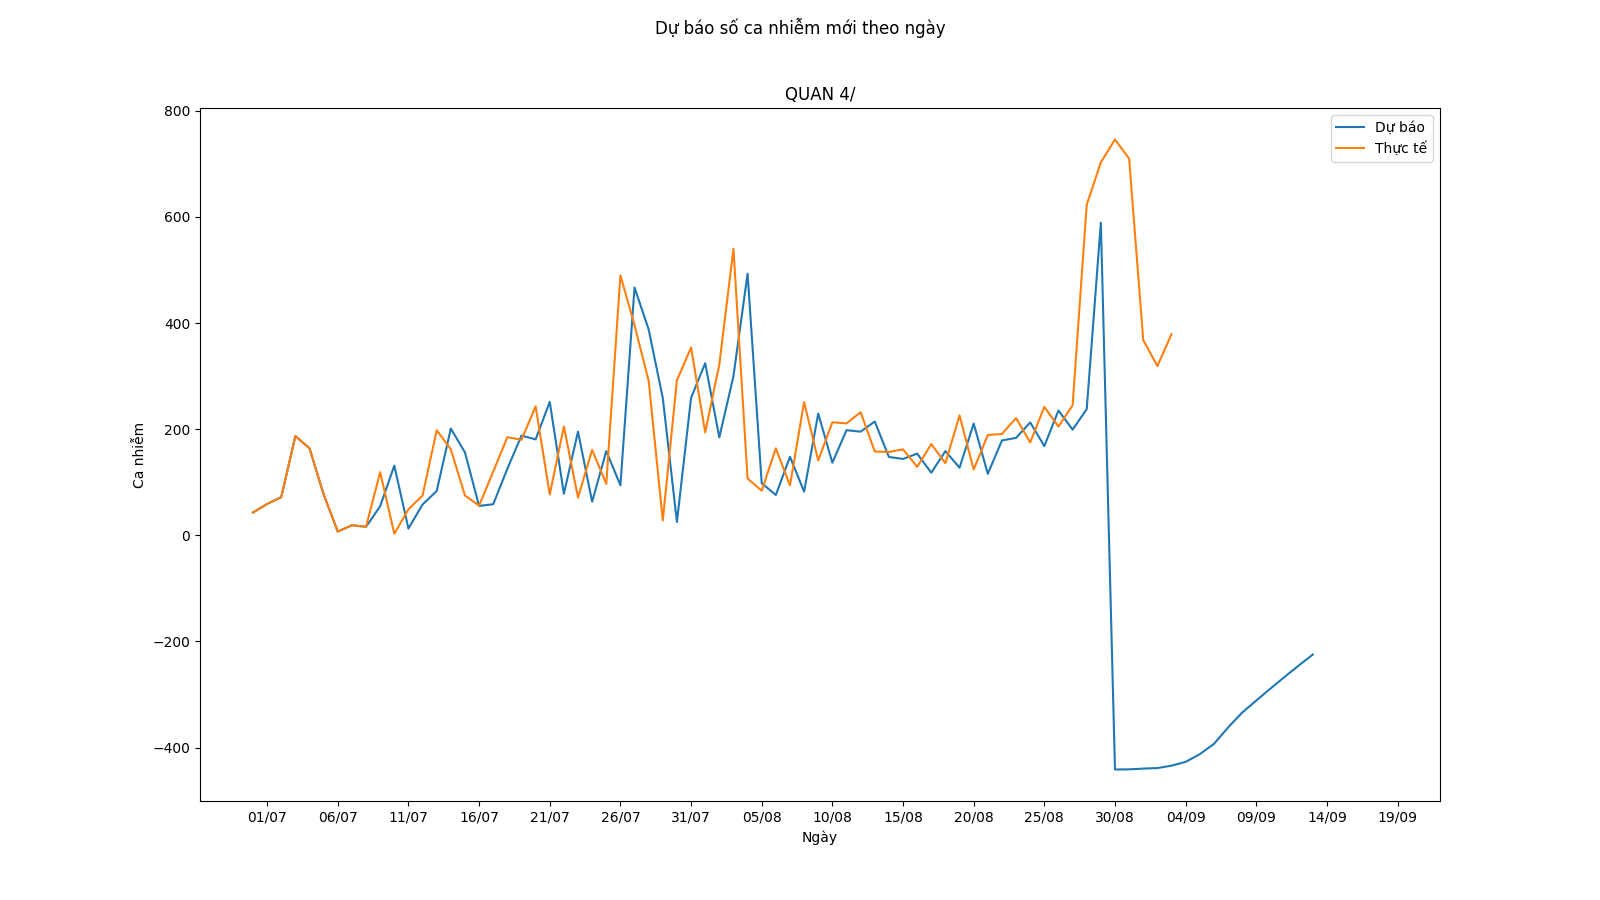 Dự báo số ca nhiễm mới theo ngày
QUAN 4/
Dự báo
Thực tế
800
600
400
200
0
−200
−400
Ca nhiễm
01/07 06/07 11/07 16/07 21/07 26/07 31/07 05/08 10/08 15/08 20/08 25/08 30/08 04/09 09/09 14/09 19/09
Ngày